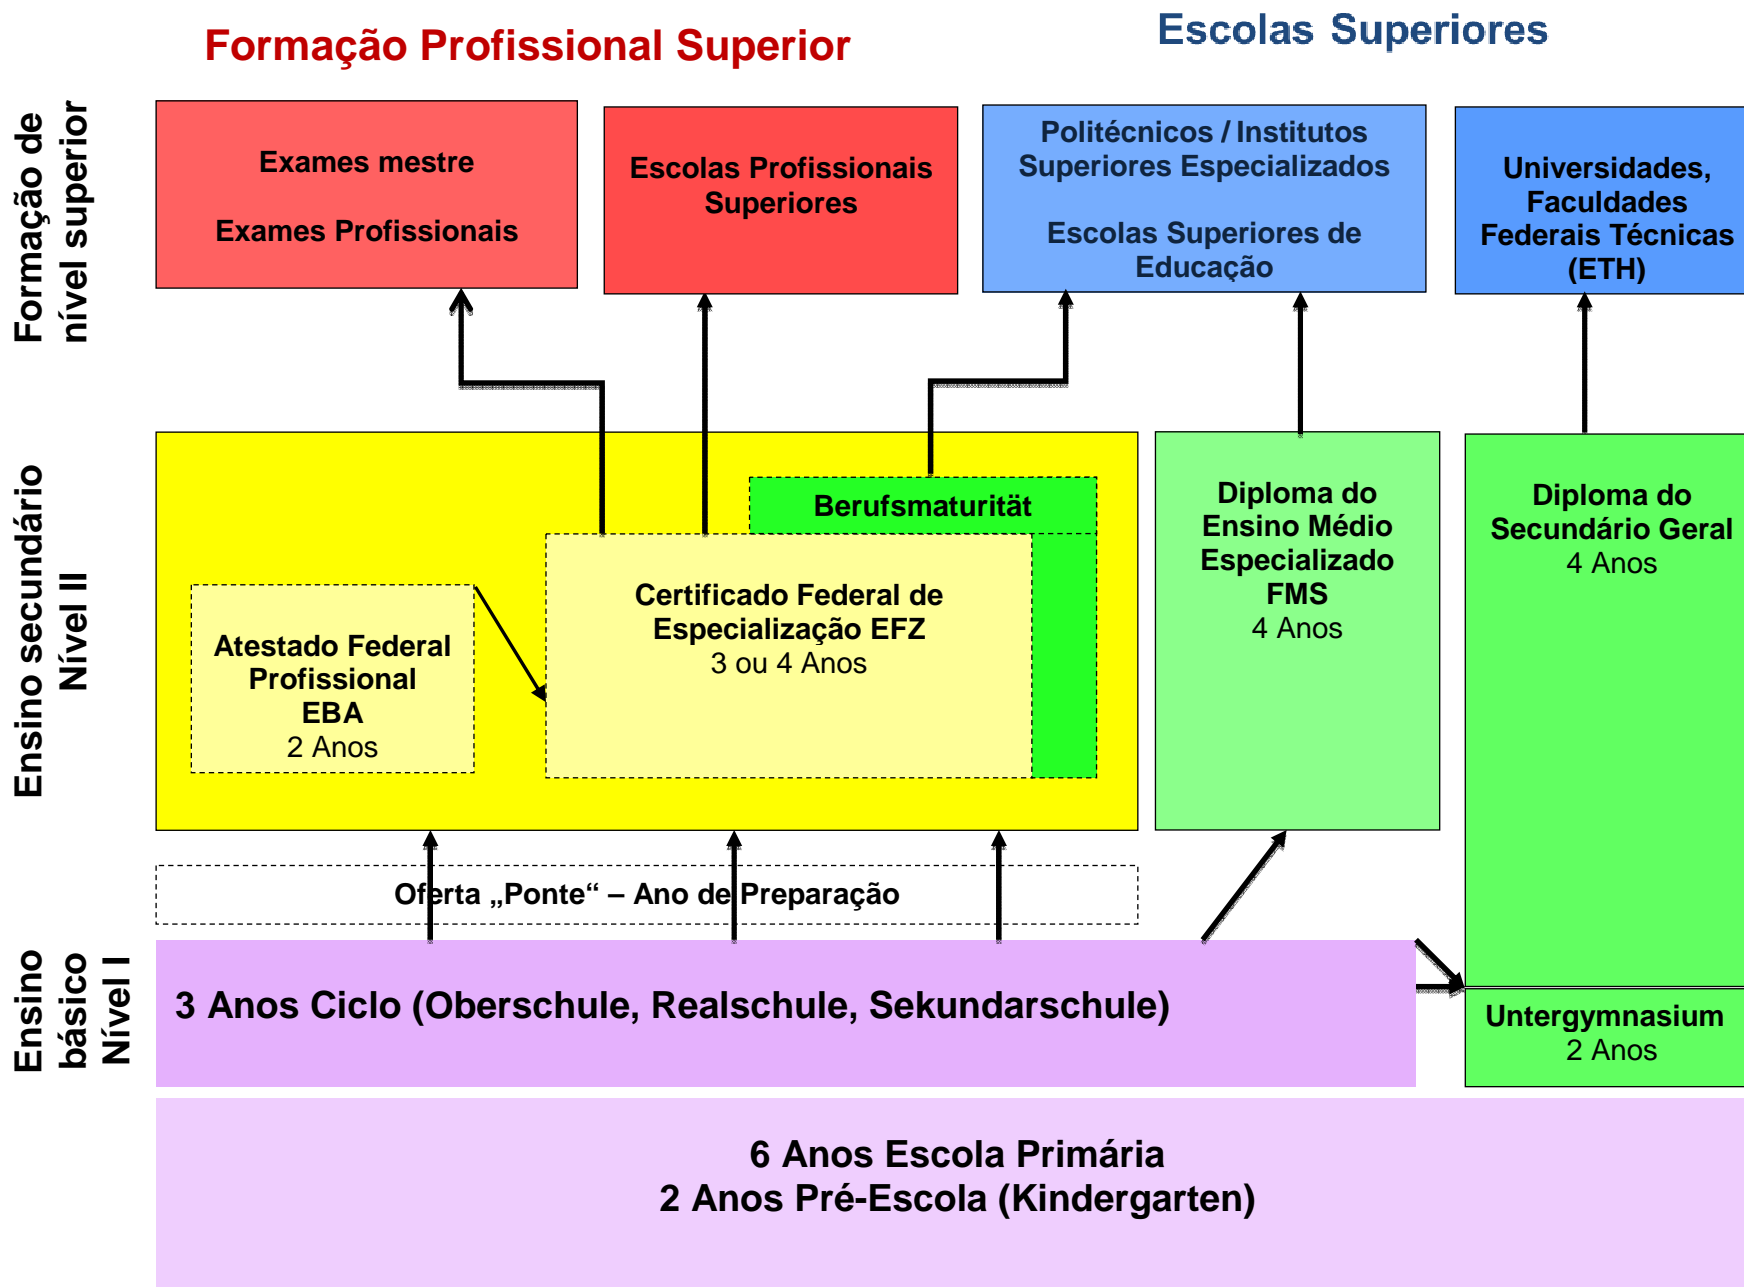 Formação Profissional Superior
Escolas Superiores
Formação de
nível superior
Exames mestre
Exames Profissionais
Escolas Profissionais
Superiores
Politécnicos / Institutos
Superiores Especializados
Escolas Superiores de
Educação
Universidades,
Faculdades
Federais Técnicas
(ETH)
Ensino secundário
Nível II
Berufsmaturität
Atestado Federal
Profissional
EBA
2 Anos
Certificado Federal de
Especialização EFZ
3 ou 4 Anos
Diploma do
Ensino Médio
Especializado
FMS
4 Anos
Diploma do
Secundário Geral
4 Anos
Oferta „Ponte“ – Ano de Preparação
Ensino
básico
Nível I
3 Anos Ciclo (Oberschule, Realschule, Sekundarschule)
Untergymnasium
2 Anos
6 Anos Escola Primária
2 Anos Pré-Escola (Kindergarten)